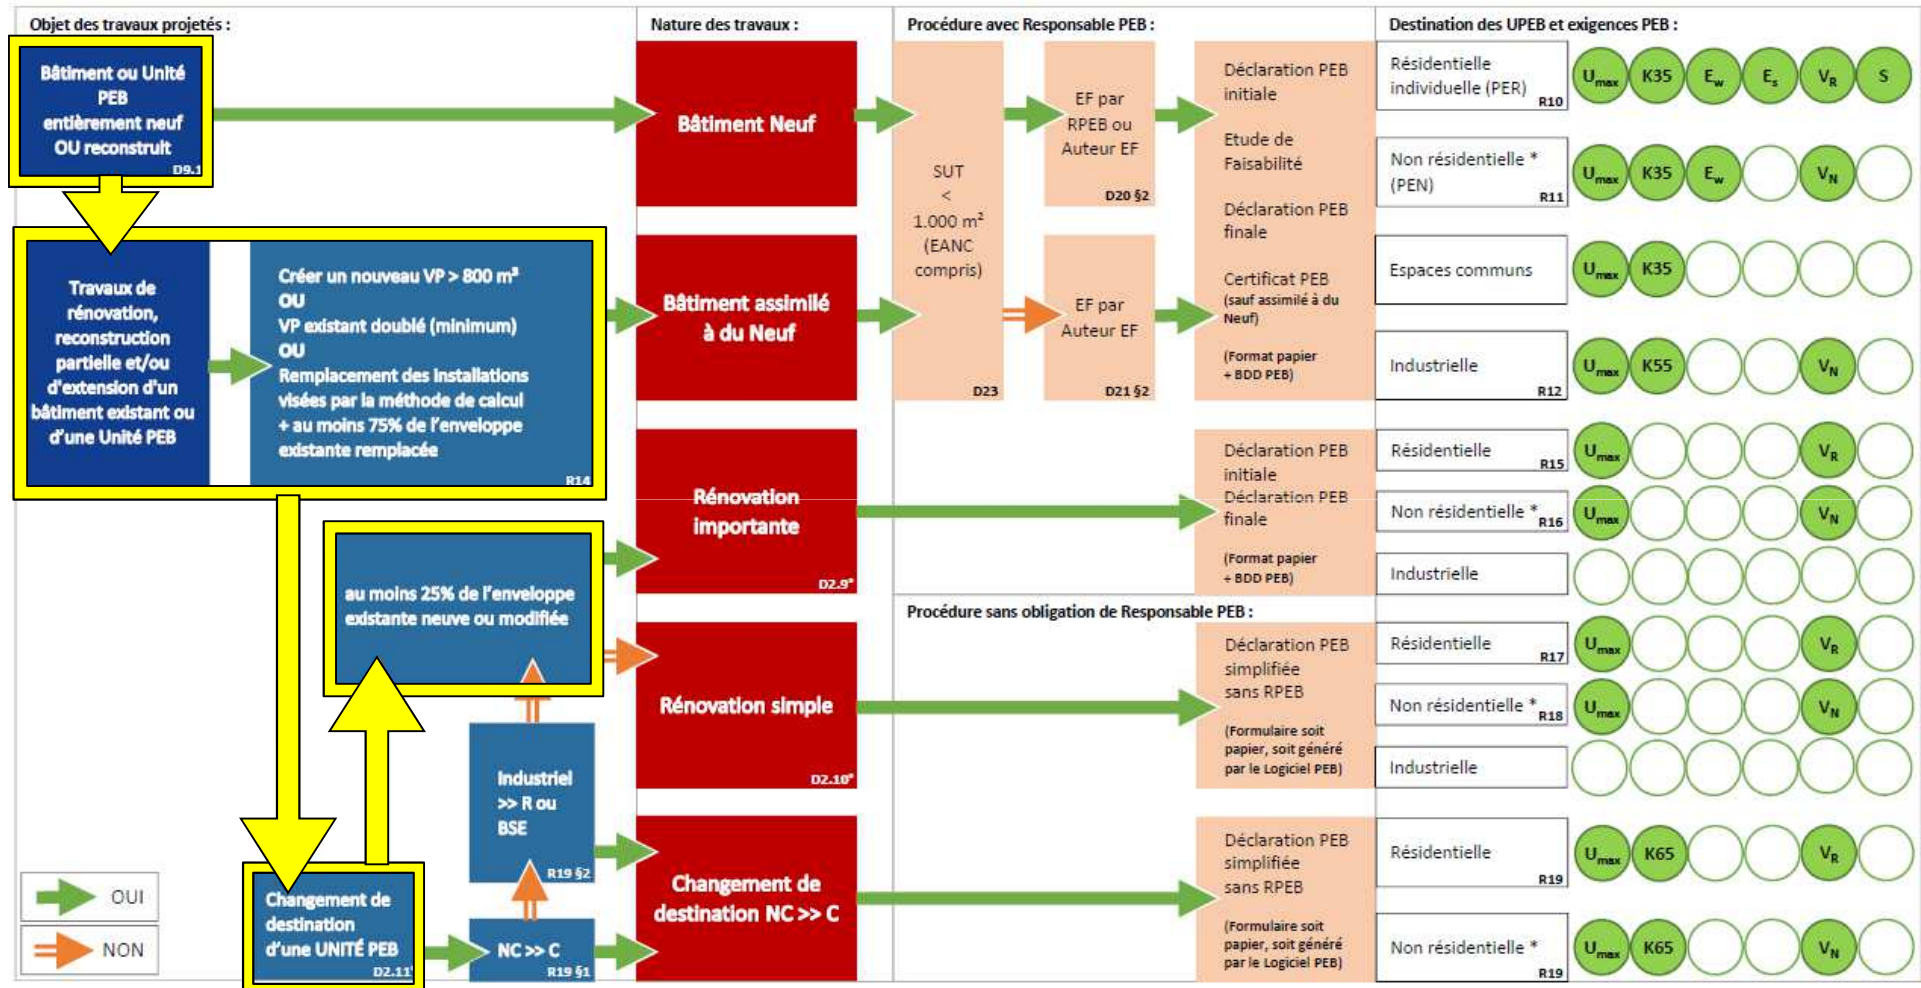 Objet des travaux projetés :
Nature des travaux :
Procédure avec Responsable PEB :
Destination des UPEB et exigences PEB :
Bâtiment ou Unité
PEB
entièrement neuf
OU reconstruit
D9.1
Bâtiment Neuf
SUT
<
1.000 m²
(EANC
compris)
D23
EF par
RPEB ou
Auteur EF
D20 §2
EF par
Auteur EF
D21 §2
Déclaration PEB
initiale
Etude de
Faisabilité
Déclaration PEB
finale
Certificat PEB
(sauf assimilé à du
Neuf)
(Format papier
+ BDD PEB)
Résidentielle
individuelle (PER)
R10
Umax K35 Ew Es VR S
Non résidentielle *
(PEN)
R11
Umax K35 Ew VN
Espaces communs
Umax K35
Industrielle
R12
Umax K55 VN
Travaux de
rénovation,
reconstruction
partielle et/ou
d'extension d'un
bâtiment existant ou
d'une Unité PEB
Créer un nouveau VP > 800 m³
OU
VP existant doublé (minimum)
OU
Remplacement des installations
visées par la méthode de calcul
+ au moins 75% de l'enveloppe
existante remplacée
R14
Bâtiment assimilé
à du Neuf
au moins 25% de l'enveloppe
existante neuve ou modifiée
Rénovation
importante
D2.9°
Déclaration PEB
initiale
Déclaration PEB
finale
(Format papier
+ BDD PEB)
Résidentielle
R15
Umax VR
Non résidentielle *
R16
Umax VN
Industrielle
Procédure sans obligation de Responsable PEB :
Rénovation simple
D2.10°
Déclaration PEB
simplifiée
sans RPEB
(Formulaire soit
papier, soit généré
par le Logiciel PEB)
Résidentielle
R17
Umax VR
Non résidentielle *
R18
Umax VN
Industrielle
Industriel
>> R ou
BSE
R19 §2
Changement de
destination
d'une UNITÉ PEB
D2.11°
NC >> C
R19 §1
Changement de
destination NC >> C
Déclaration PEB
simplifiée
sans RPEB
(Formulaire soit
papier, soit généré
par le Logiciel PEB)
Résidentielle
R19
Umax K65 VR
Non résidentielle *
R19
Umax K65 VN
OUI
NON